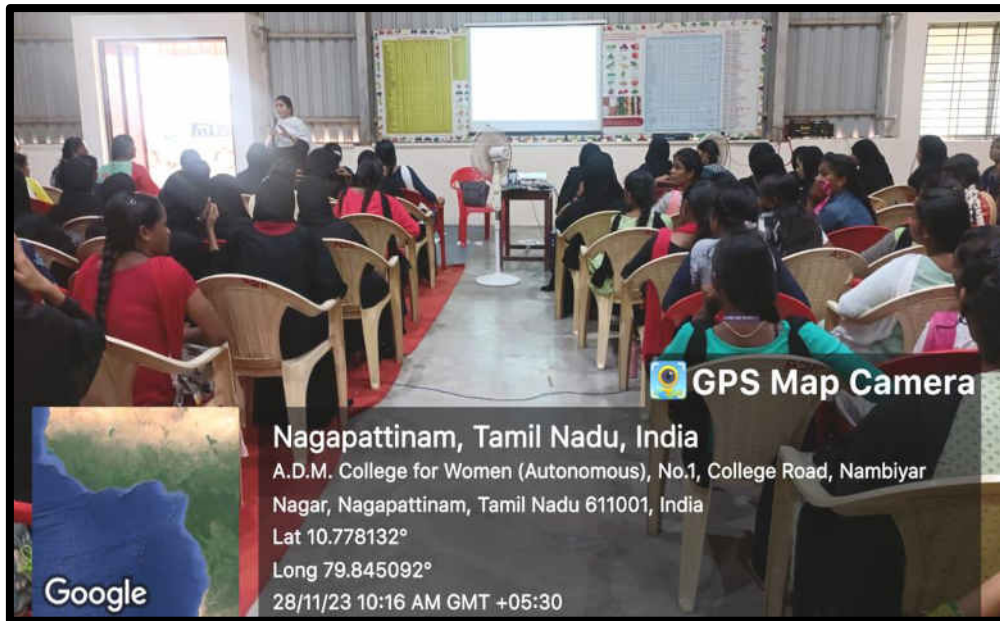 GPS Map Camera
Nagapattinam, Tamil Nadu, India
A.D.M. College for Women (Autonomous), No.1, College Road, Nambiyar
Nagar, Nagapattinam, Tamil Nadu 611001, India
Lat 10.778132°
Long 79.845092°
28/11/23 10:16 AM GMT +05:30
Google